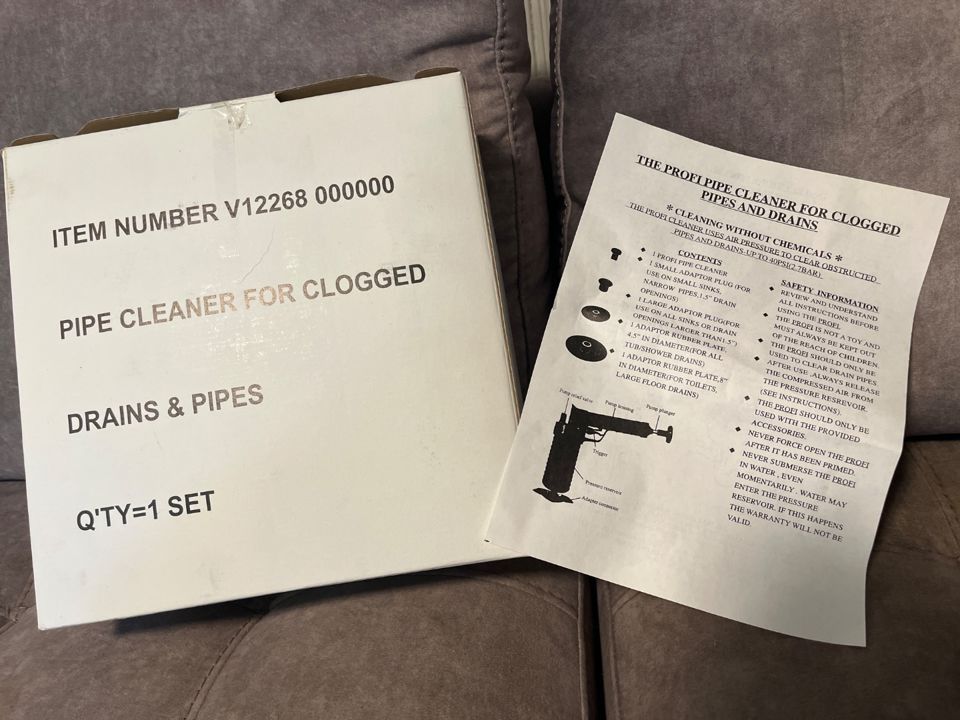 ITEM NUMBER V12268 000000
PIPE CLEANER FOR CLOGGED
DRAINS & PIPES
Q'TY=1 SET
THE PROFI PIPE CLEANER FOR CLOGGED
PIPES AND DRAINS
* CLEANING WITHOUT CHEMICALS *
THE PROFI CLEANER USES AIR PRESSURE TO CLEAR OBSTRUCTED
PIPES AND DRAINS-UP TO 40PSI(2.7BAR)
CONTENTS
1 PROFI PIPE CLEANER
1 SMALL ADAPTOR PLUG (FOR
USE ON SMALL SINKS,
NARROW PIPES,1.5" DRAIN
OPENINGS)
1 LARGE ADAPTOR PLUG(FOR
USE ON ALL SINKS OR DRAIN
OPENINGS LARGER THAN1.5")
1 ADAPTOR RUBBER PLATE,
4.5" IN DIAMETER(FOR ALL
TUB/SHOWER DRAINS)
1 ADAPTOR RUBBER PLATE,8"
IN DIAMETER(FOR TOILETS,
LARGE FLOOR DRAINS)
Pump relief valve
Pump housing
Pump plunger
Trigger
Pressure reservoir
Adaptor connector
SAFETY INFORMATION
REVIEW AND UNDERSTAND
ALL INSTRUCTIONS BEFORE
USING THE PROFI.
THE PROFI IS NOT A TOY AND
MUST ALWAYS BE KEPT OUT
OF THE REACH OF CHILDREN.
THE PROFI SHOULD ONLY BE
USED TO CLEAR DRAIN PIPES
AFTER USE , ALWAYS RELEASE
THE COMPRESSED AIR FROM
THE PRESSURE RESREVOIR.
(SEE INSTRUCTIONS).
THE PROFI SHOULD ONLY BE
USED WITH THE PROVIDED
ACCESSORIES.
NEVER FORCE OPEN THE PROFI
AFTER IT HAS BEEN PRIMED.
NEVER SUBMERSE THE PROFI
IN WATER , EVEN
MOMENTARILY . WATER MAY
ENTER THE PRESSURE
RESERVOIR. IF THIS HAPPENS
THE WARRANTY WILL NOT BE
VALID.